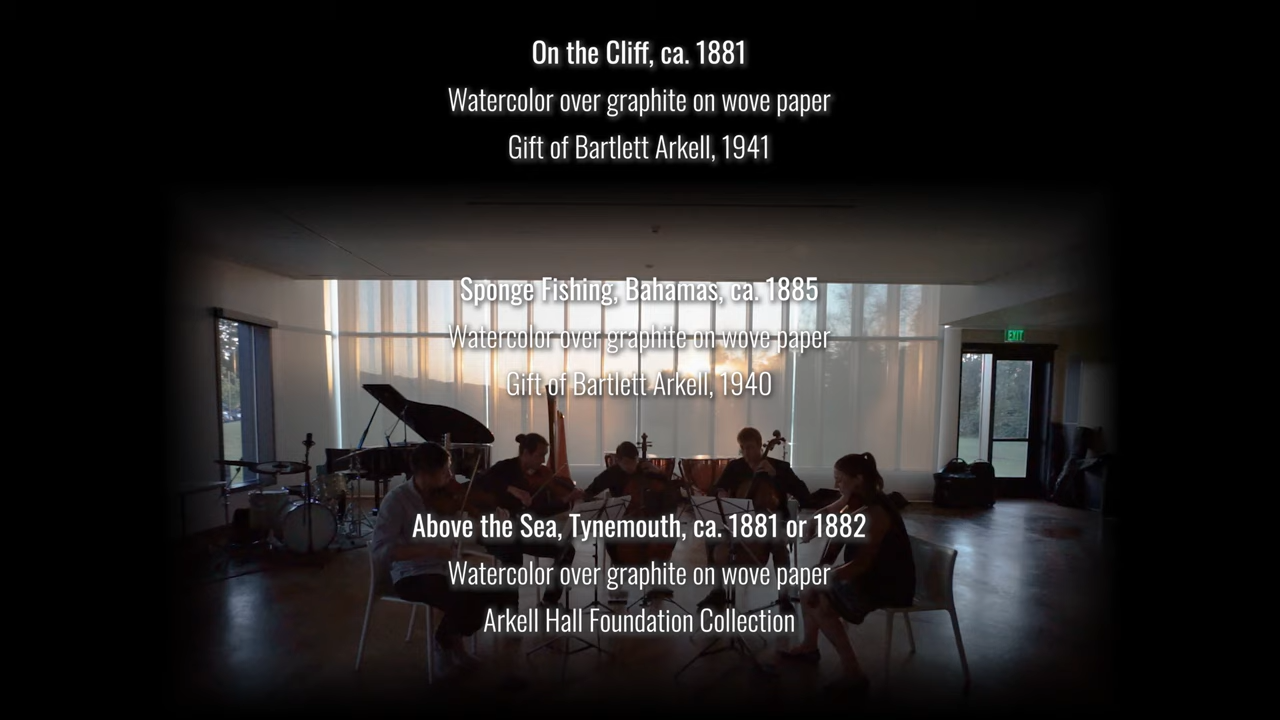 On the Cliff, ca. 1881
Watercolor over graphite on wove paper
Gift of Bartlett Arkell, 1941
Sponge Fishing, Bahamas, ca. 1885
Watercolor over graphite on wove paper
EXIT
Gift of Bartlett Arkell, 1940
Above the Sea, Tynemouth, ca. 1881 or 1882
Watercolor over graphite on wove paper
Arkell Hall Foundation Collection